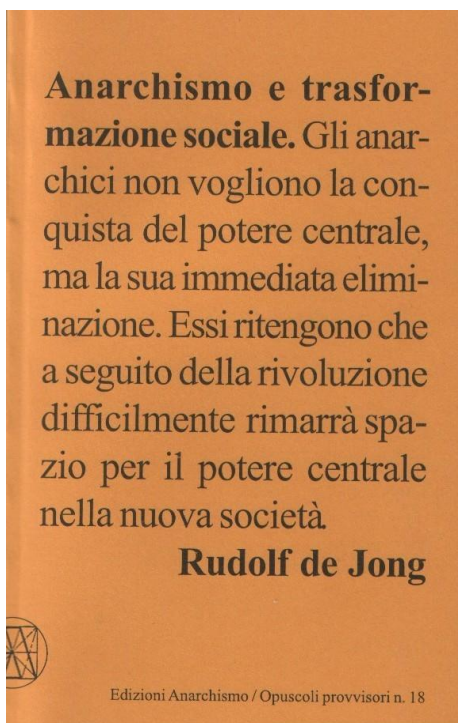 Anarchismo e trasfor-
mazione sociale. Gli anar-
chici non vogliono la con-
quista del potere centrale,
ma la sua immediata elimi-
nazione. Essi ritengono che
a seguito della rivoluzione
difficilmente rimarrà spa-
zio per il potere centrale
nella nuova società.
Rudolf de Jong
Edizioni Anarchismo / Opuscoli provvisori n. 18